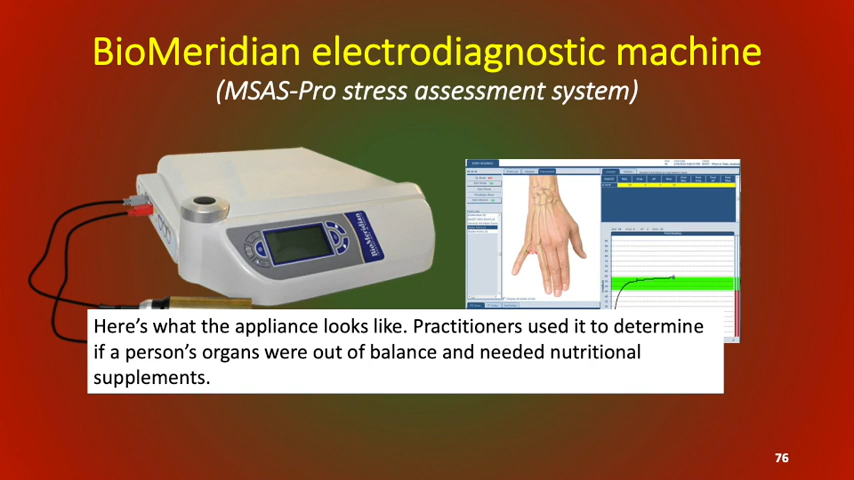 BioMeridian electrodiagnostic machine
(MSAS-Pro stress assessment system)
BioMeridian
Here's what the appliance looks like. Practitioners used it to determine
if a person's organs were out of balance and needed nutritional
supplements.
76